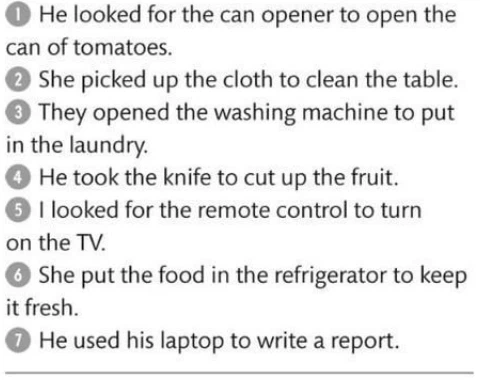 1 He looked for the can opener to open the
can of tomatoes.
2 She picked up the cloth to clean the table.
3 They opened the washing machine to put
in the laundry.
4 He took the knife to cut up the fruit.
5 I looked for the remote control to turn
on the TV.
6 She put the food in the refrigerator to keep
it fresh.
7 He used his laptop to write a report.